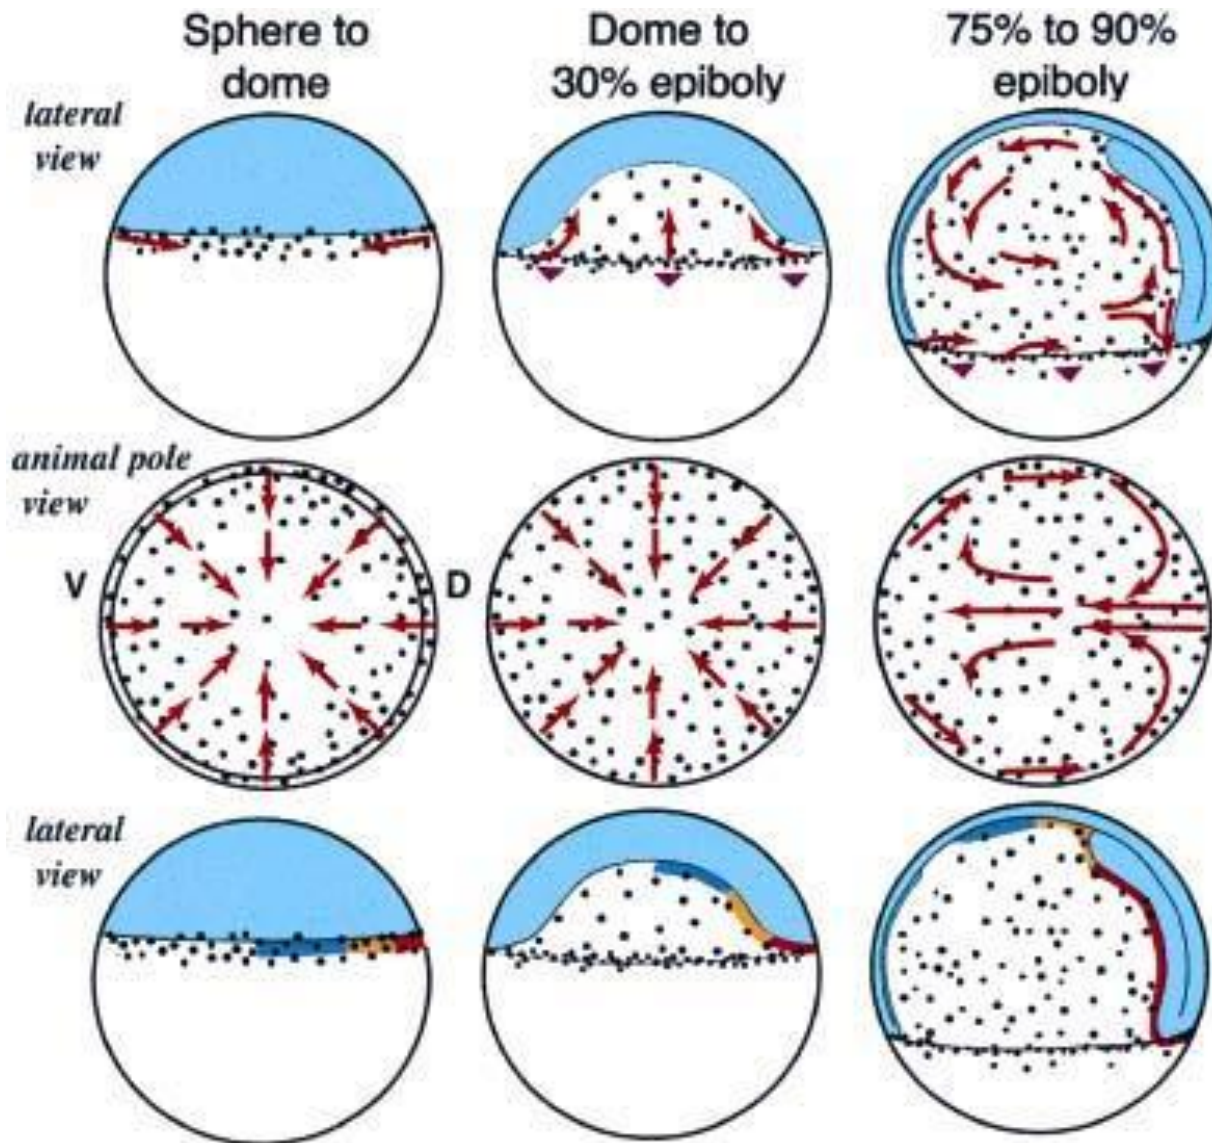 Sphere to
dome
Dome to
30% epiboly
75% to 90%
epiboly
lateral
view
animal pole
view
V
D
lateral
view